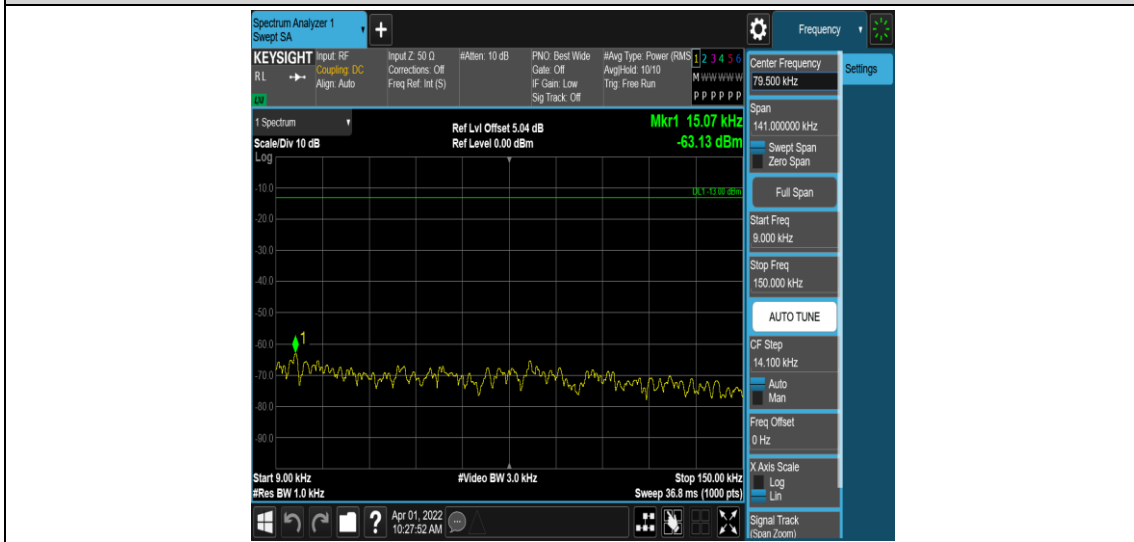 Spectrum Analyzer 1
Swept SA
+
Frequency
KEYSIGHT
RL
Input: RF
Coupling: DC
Align: Auto
Input Z: 50 Ω
Corrections: Off
Freq Ref: Int (S)
#Atten: 10 dB
PNO: Best Wide
Gate: Off
IF Gain: Low
Sig Track: Off
#Avg Type: Power (RMS
Avg|Hold: 10/10
Trig: Free Run
1 2 3 4 5 6
M W W W W W
P P P P P P
1 Spectrum
Scale/Div 10 dB
Log
Ref Lvl Offset 5.04 dB
Ref Level 0.00 dBm
Mkr1 15.07 kHz
-63.13 dBm
DL1 -13.00 dBm
-10.0
-20.0
-30.0
-40.0
-50.0
-60.0
-70.0
-80.0
-90.0
1
Start 9.00 kHz
#Res BW 1.0 kHz
#Video BW 3.0 kHz
Stop 150.00 kHz
Sweep 36.8 ms (1000 pts)
Center Frequency
79.500 kHz
Settings
Span
141.000000 kHz
Swept Span
Zero Span
Full Span
Start Freq
9.000 kHz
Stop Freq
150.000 kHz
AUTO TUNE
CF Step
14.100 kHz
Auto
Man
Freq Offset
0 Hz
X Axis Scale
Log
Lin
Signal Track
(Span Zoom)
?
Apr 01, 2022
10:27:52 AM